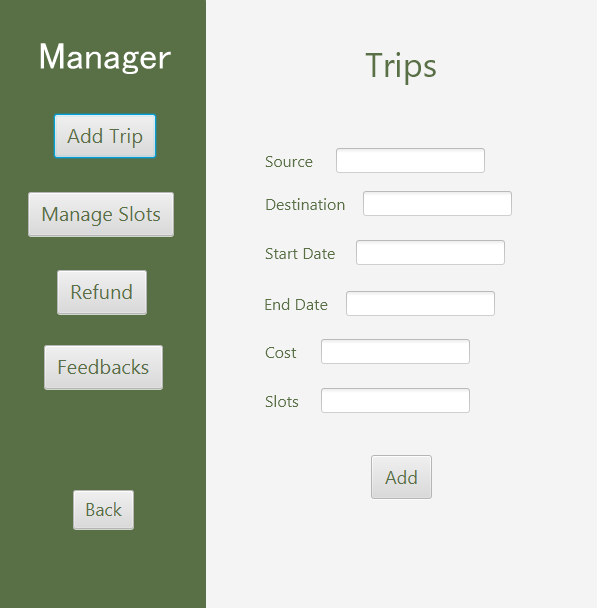 Manager
Add Trip
Manage Slots
Refund
Feedbacks
Back
Trips
Source
Destination
Start Date
End Date
Cost
Slots
Add